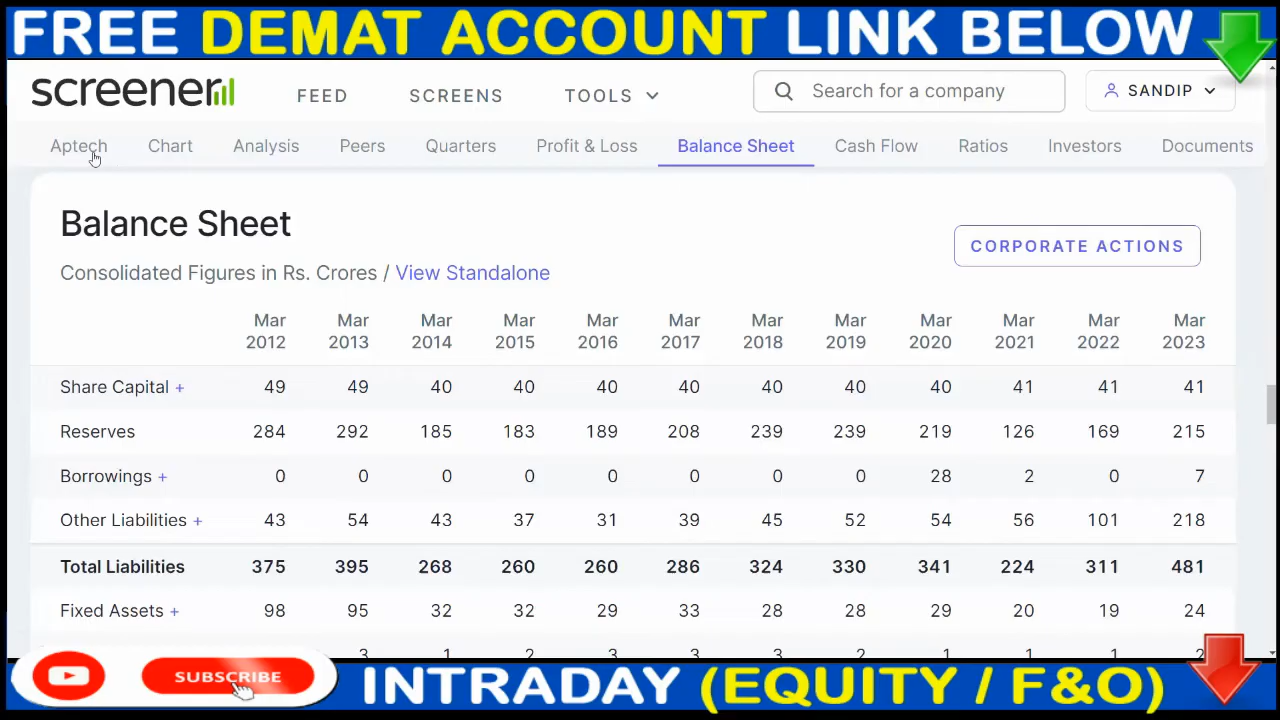 FREE DEMAT ACCOUNT LINK BELOW
screener FEED SCREENS TOOLS Search for a company SANDIP
Aptech Chart Analysis Peers Quarters Profit & Loss Balance Sheet Cash Flow Ratios Investors Documents
Balance Sheet
CORPORATE ACTIONS
Consolidated Figures in Rs. Crores / View Standalone
Mar 2012 Mar 2013 Mar 2014 Mar 2015 Mar 2016 Mar 2017 Mar 2018 Mar 2019 Mar 2020 Mar 2021 Mar 2022 Mar 2023
Share Capital + 49 49 40 40 40 40 40 40 40 41 41 41
Reserves 284 292 185 183 189 208 239 239 219 126 169 215
Borrowings + 0 0 0 0 0 0 0 0 28 2 0 7
Other Liabilities + 43 54 43 37 31 39 45 52 54 56 101 218
Total Liabilities 375 395 268 260 260 286 324 330 341 224 311 481
Fixed Assets + 98 95 32 32 29 33 28 28 29 20 19 24
SUBSCRIBE
INTRADAY (EQUITY / F&O)